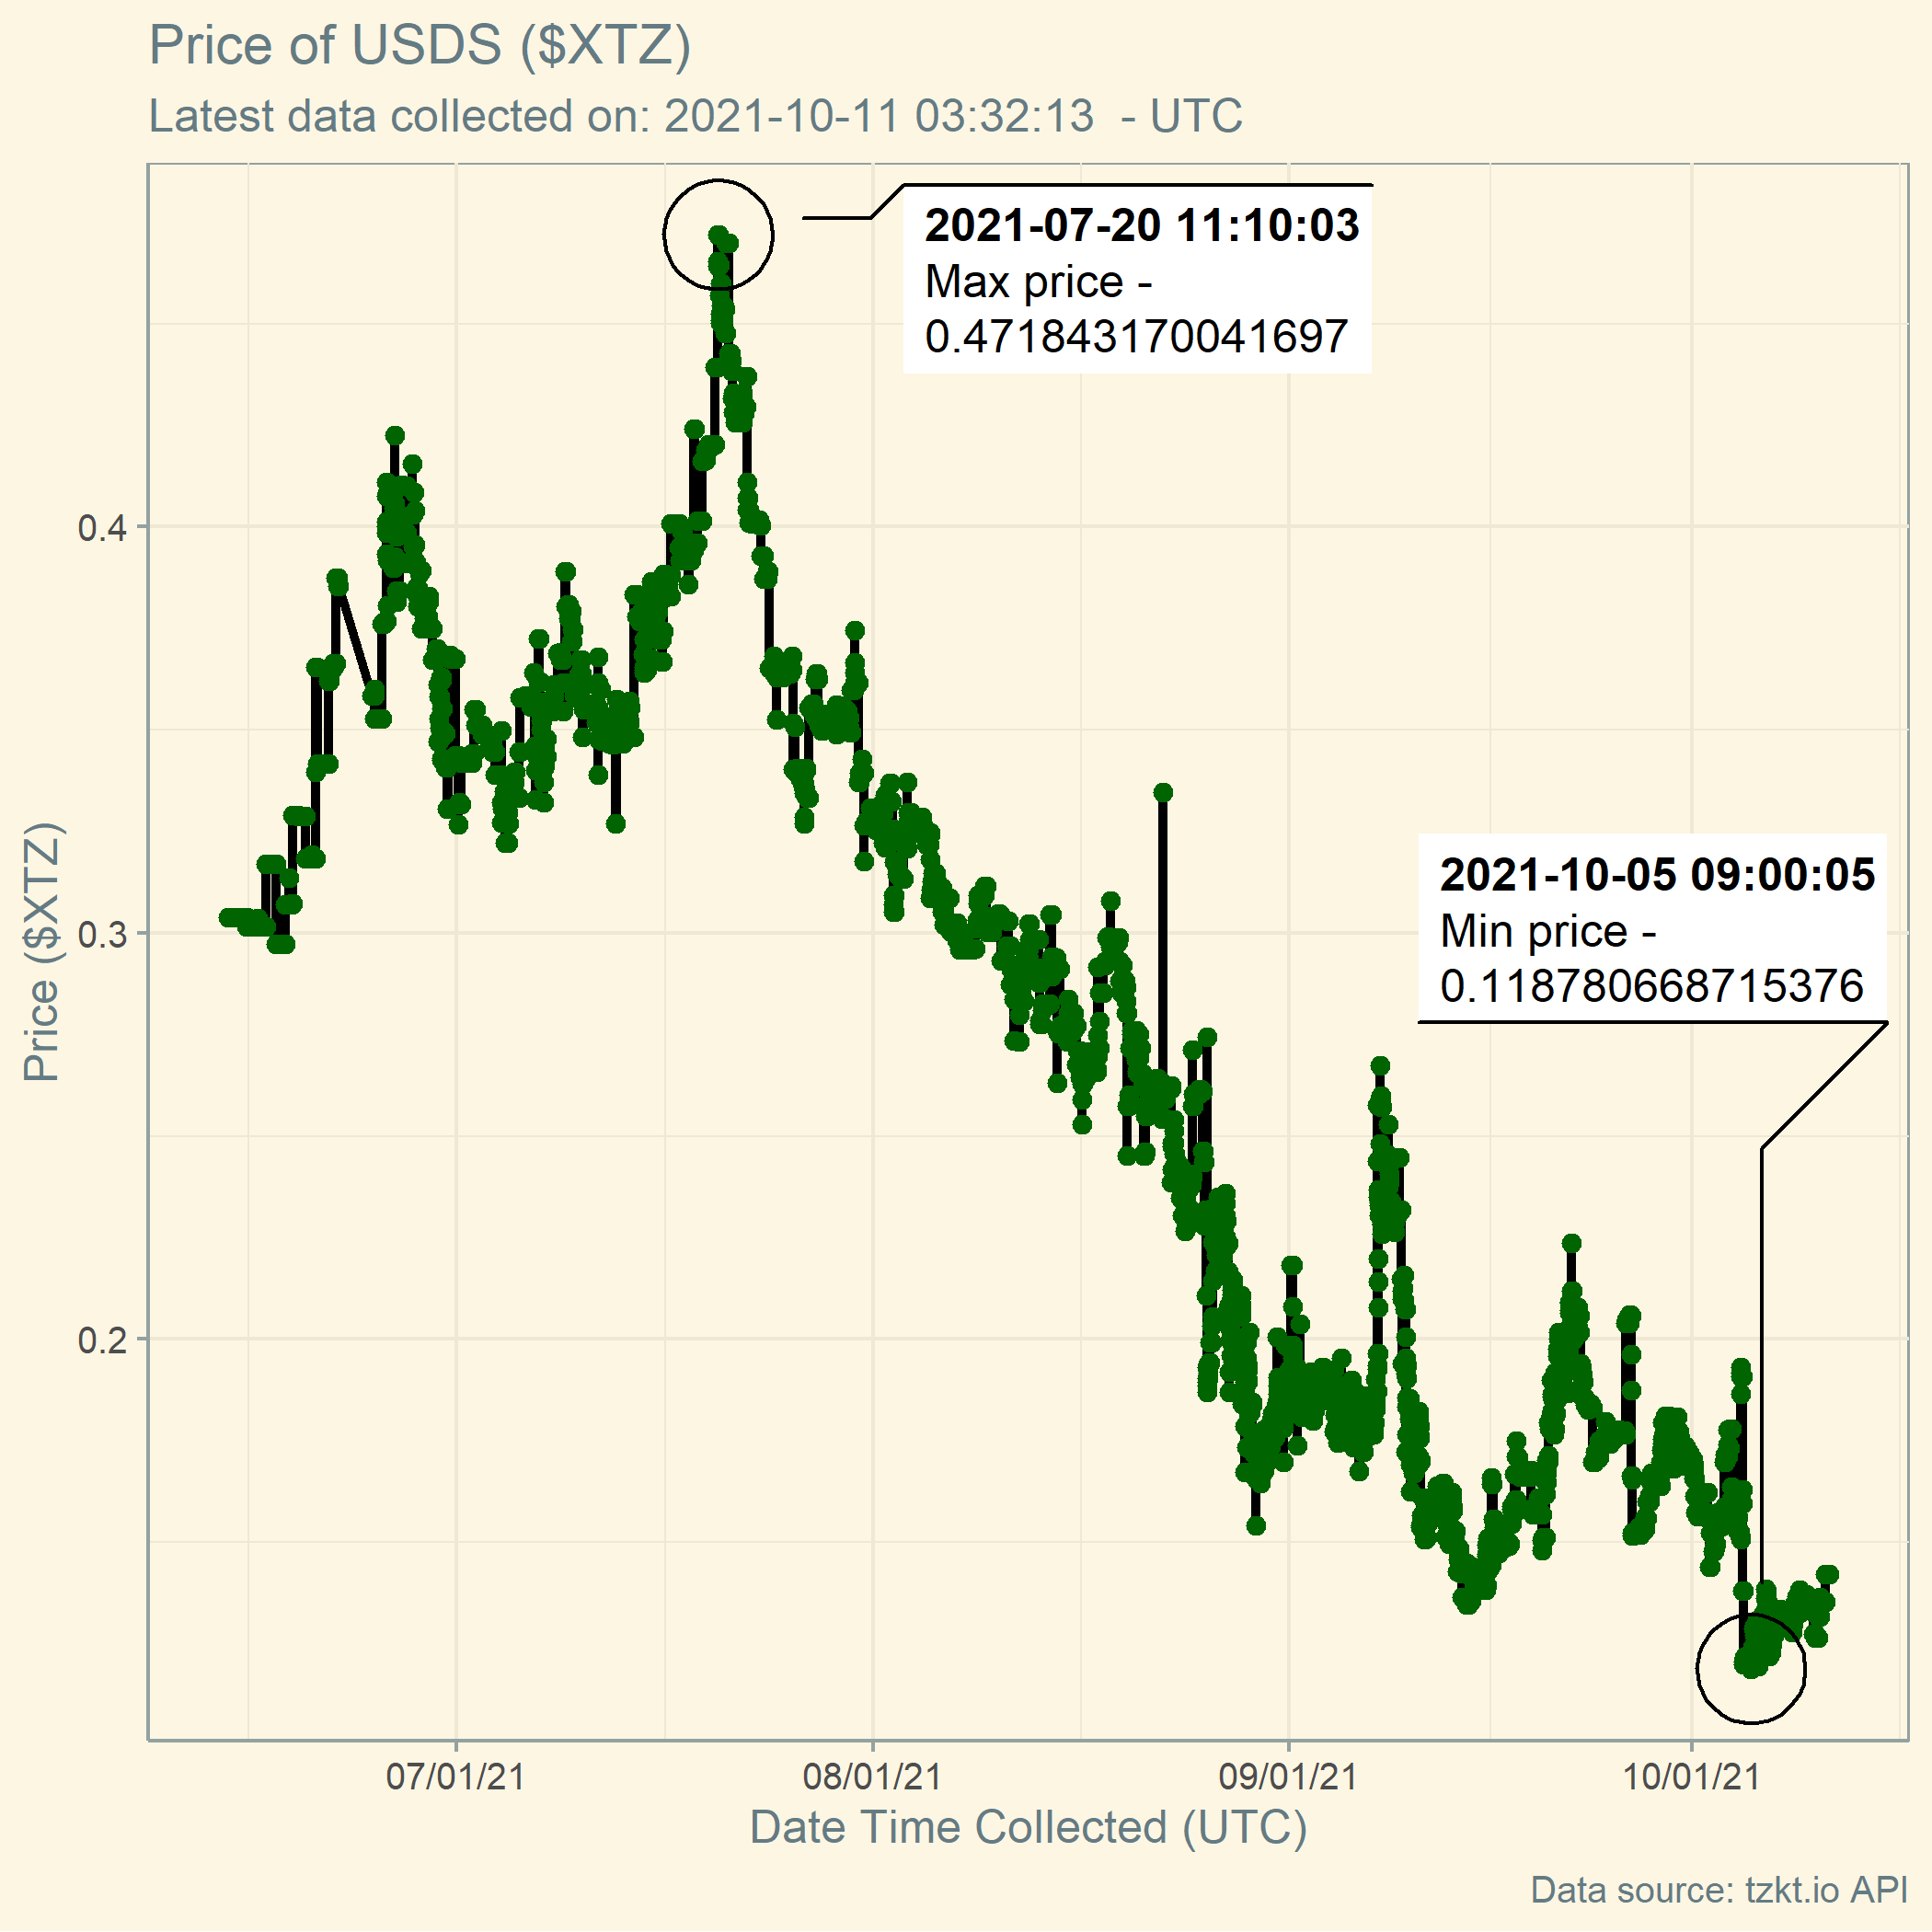 Price of USDS ($XTZ)
Latest data collected on: 2021-10-11 03:32:13  - UTC
2021-07-20 11:10:03
Max price -
0.471843170041697
2021-10-05 09:00:05
Min price -
0.118780668715376
Price ($XTZ)
0.4
0.3
0.2
07/01/21
08/01/21
09/01/21
10/01/21
Date Time Collected (UTC)
Data source: tzkt.io API